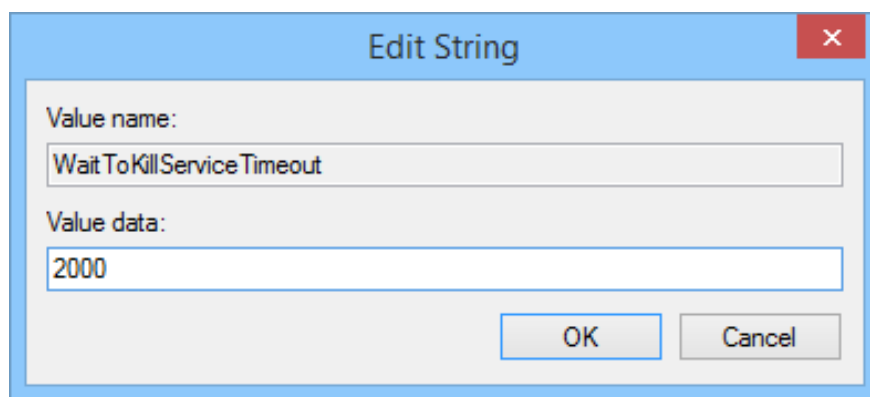 Edit String
Value name:
WaitToKillServiceTimeout
Value data:
2000
OK Cancel